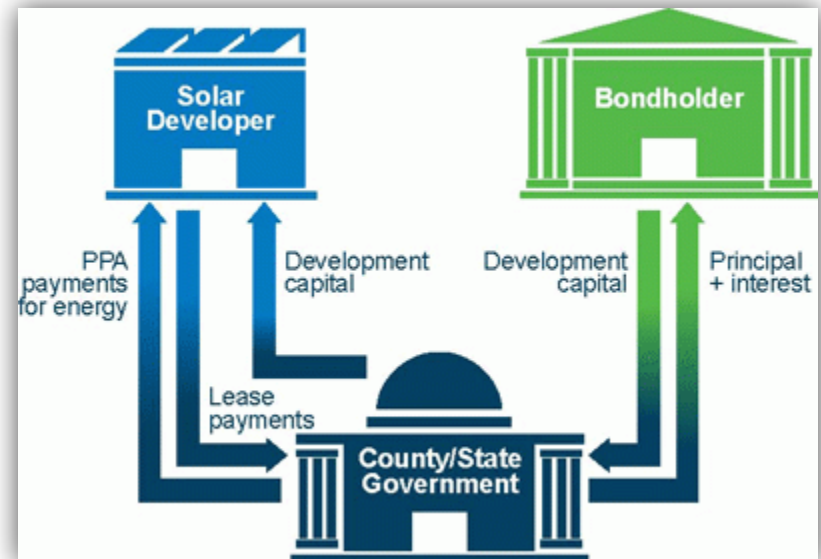 Solar
Developer
Bondholder
PPA
payments
for energy
Development
capital
Development
capital
Principal
+ interest
Lease
payments
County/State
Government